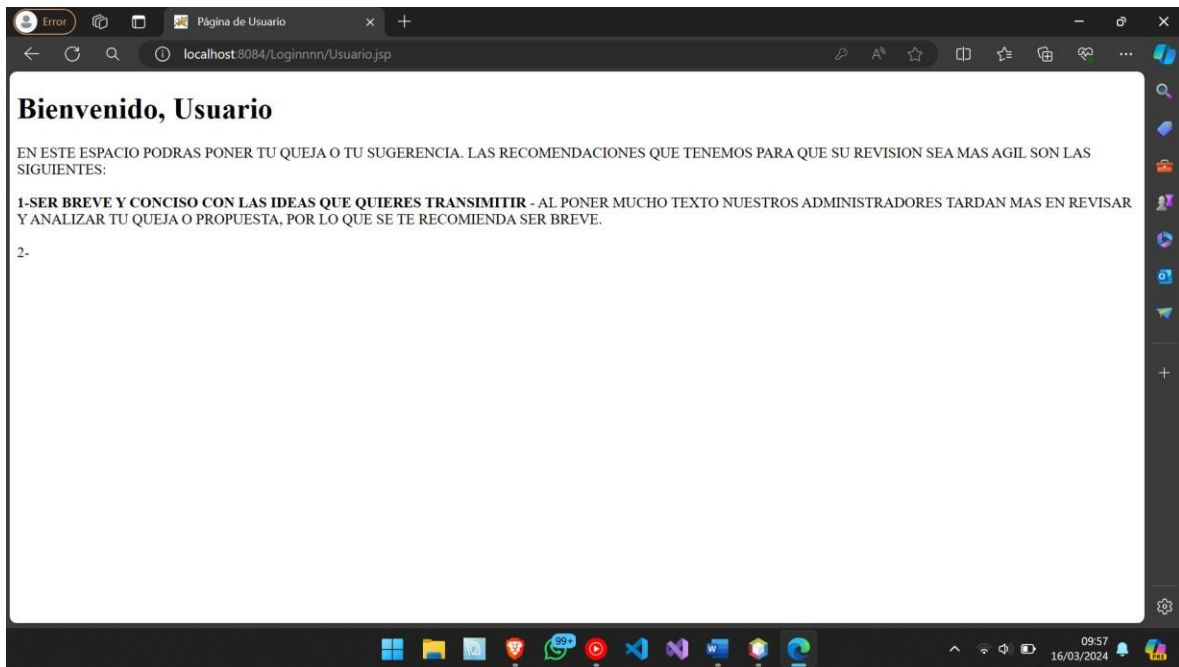 Error
Página de Usuario
localhost:8084/Loginnnn/Usuario.jsp
Bienvenido, Usuario
EN ESTE ESPACIO PODRAS PONER TU QUEJA O TU SUGERENCIA. LAS RECOMENDACIONES QUE TENEMOS PARA QUE SU REVISION SEA MAS AGIL SON LAS
SIGUIENTES:
1-SER BREVE Y CONCISO CON LAS IDEAS QUE QUIERES TRANSIMITIR - AL PONER MUCHO TEXTO NUESTROS ADMINISTRADORES TARDAN MAS EN REVISAR
Y ANALIZAR TU QUEJA O PROPUESTA, POR LO QUE SE TE RECOMIENDA SER BREVE.
2-
99+
09:57
16/03/2024
PRE